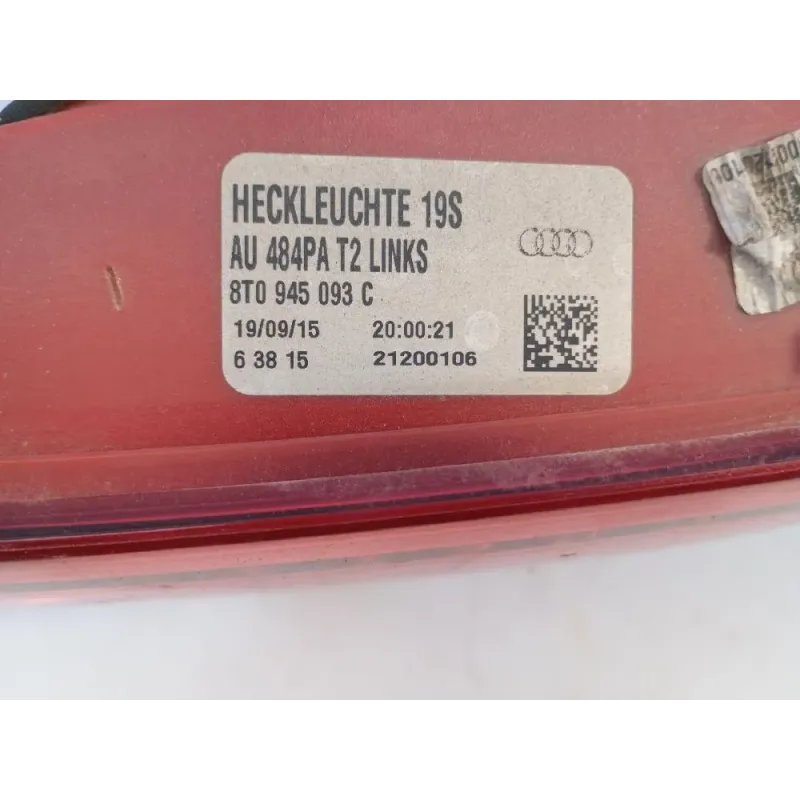 HECKLEUCHTE 19S
AU 484PA T2 LINKS
8T0 945 093 C
19/09/15 20:00:21
6 38 15 21200106